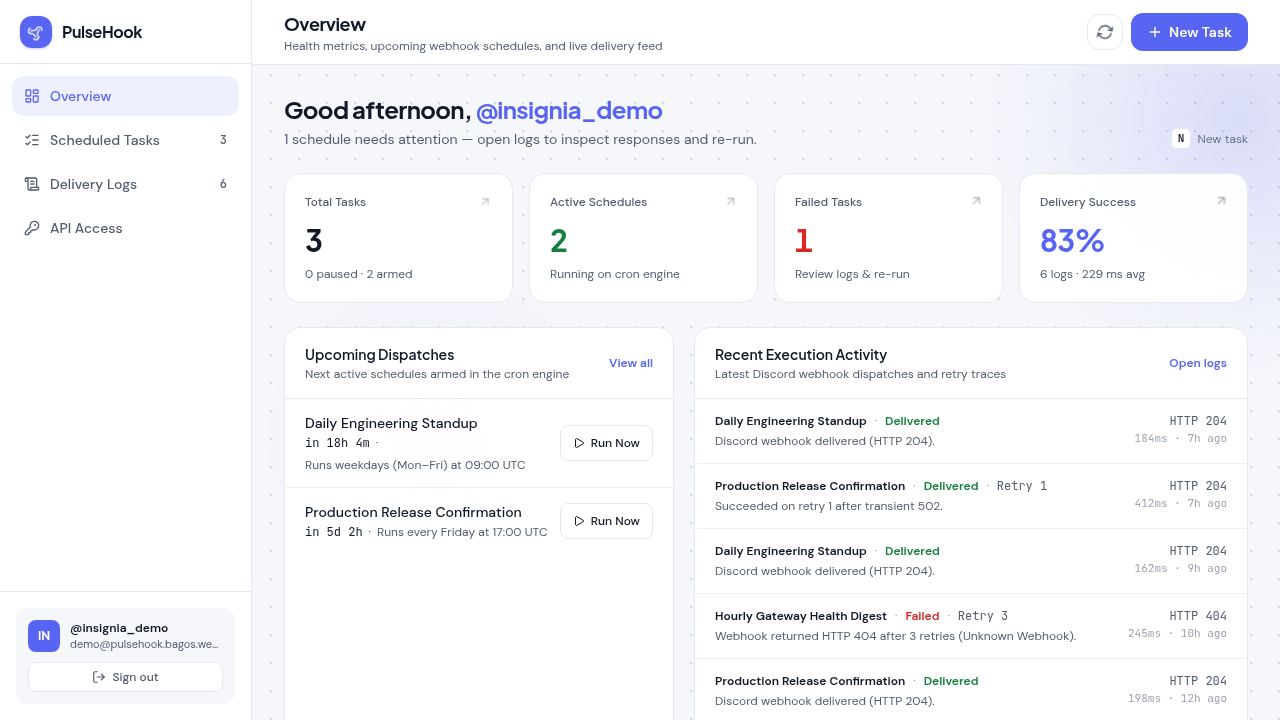 PulseHook
Overview
Scheduled Tasks 3
Delivery Logs 6
API Access
IN
@insignia_demo
demo@pulsehook.bagos.we...
Sign out
Overview
Health metrics, upcoming webhook schedules, and live delivery feed
New Task
Good afternoon, @insignia_demo
1 schedule needs attention — open logs to inspect responses and re-run.
N New task
Total Tasks
3
0 paused · 2 armed
Active Schedules
2
Running on cron engine
Failed Tasks
1
Review logs & re-run
Delivery Success
83%
6 logs · 229 ms avg
Upcoming Dispatches
Next active schedules armed in the cron engine
View all
Daily Engineering Standup
in 18h 4m ·
Runs weekdays (Mon–Fri) at 09:00 UTC
Run Now
Production Release Confirmation
in 5d 2h · Runs every Friday at 17:00 UTC
Run Now
Recent Execution Activity
Latest Discord webhook dispatches and retry traces
Open logs
Daily Engineering Standup · Delivered
HTTP 204
Discord webhook delivered (HTTP 204).
184ms · 7h ago
Production Release Confirmation · Delivered · Retry 1
HTTP 204
Succeeded on retry 1 after transient 502.
412ms · 7h ago
Daily Engineering Standup · Delivered
HTTP 204
Discord webhook delivered (HTTP 204).
162ms · 9h ago
Hourly Gateway Health Digest · Failed · Retry 3
HTTP 404
Webhook returned HTTP 404 after 3 retries (Unknown Webhook).
245ms · 10h ago
Production Release Confirmation · Delivered
HTTP 204
Discord webhook delivered (HTTP 204).
198ms · 12h ago